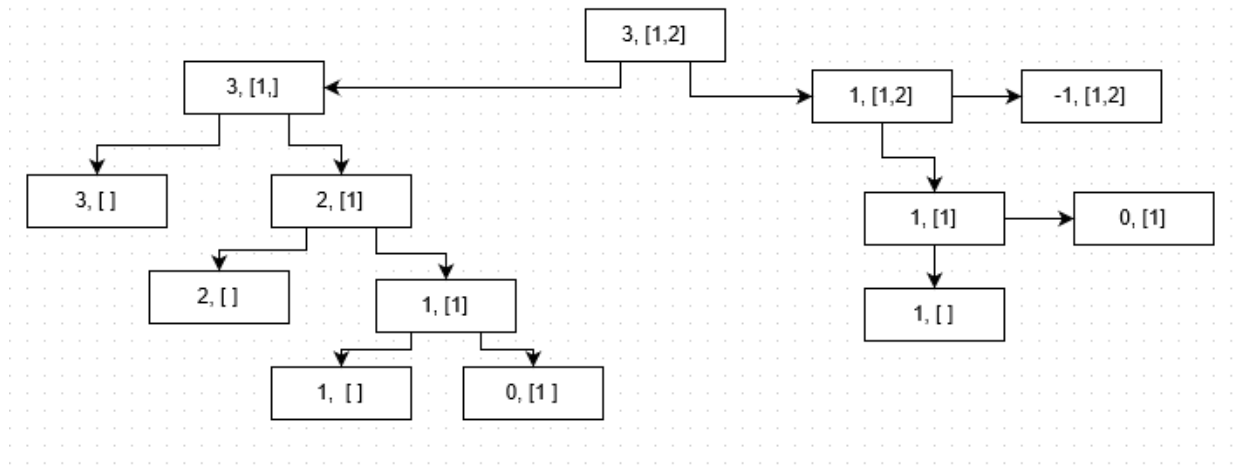 3, [1,2]
3, [1,]
1, [1,2]
-1, [1,2]
3, [ ]
2, [1]
1, [1]
0, [1]
2, [ ]
1, [1]
1, [ ]
1, [ ]
0, [1 ]